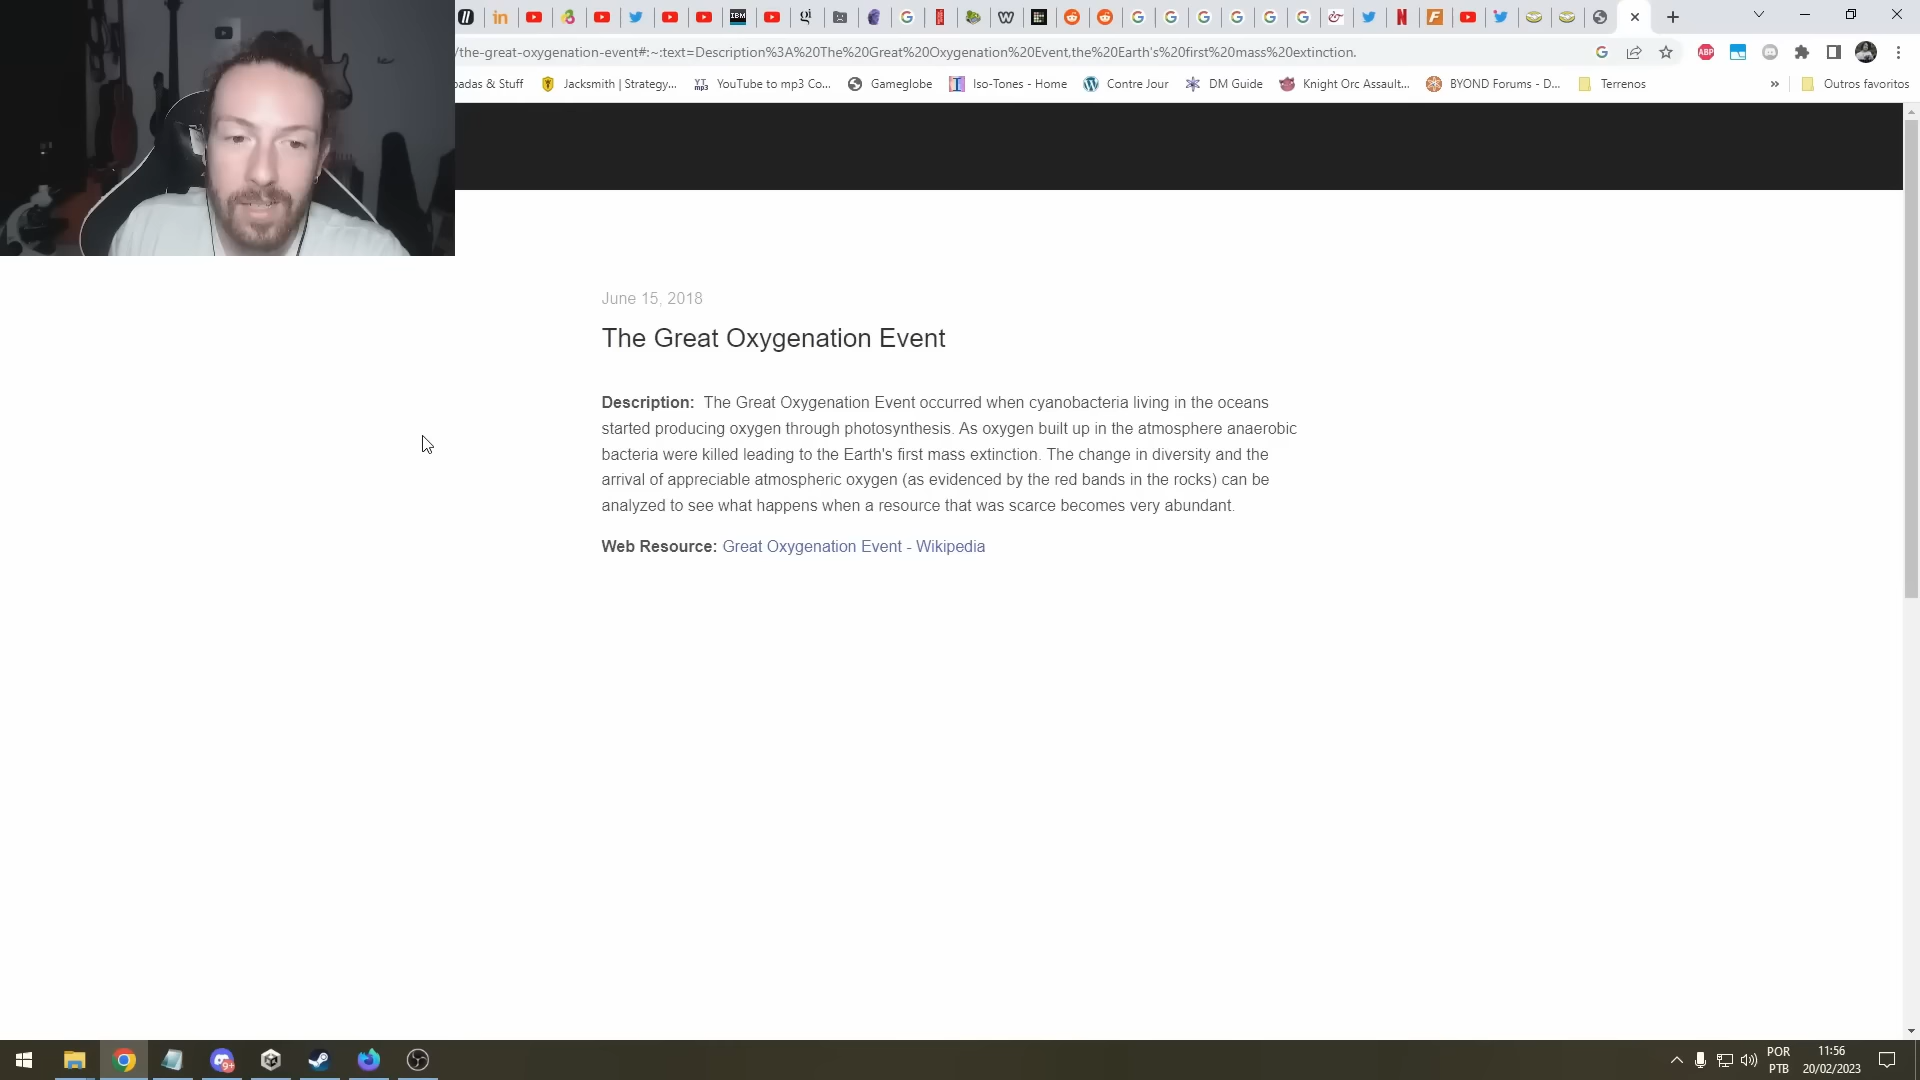 /the-great-oxygenation-event#:~:text=Description%3A%20The%20Great%20Oxygenation%20Event,the%20Earth's%20first%20mass%20extinction.
badas & Stuff
Jacksmith | Strategy...
YouTube to mp3 Co...
Gameglobe
Iso-Tones - Home
Contre Jour
DM Guide
Knight Orc Assault...
BYOND Forums - D...
Terrenos
»
Outros favoritos
June 15, 2018
The Great Oxygenation Event
Description: The Great Oxygenation Event occurred when cyanobacteria living in the oceans
started producing oxygen through photosynthesis. As oxygen built up in the atmosphere anaerobic
bacteria were killed leading to the Earth's first mass extinction. The change in diversity and the
arrival of appreciable atmospheric oxygen (as evidenced by the red bands in the rocks) can be
analyzed to see what happens when a resource that was scarce becomes very abundant.
Web Resource: Great Oxygenation Event - Wikipedia
POR
PTB
11:56
20/02/2023